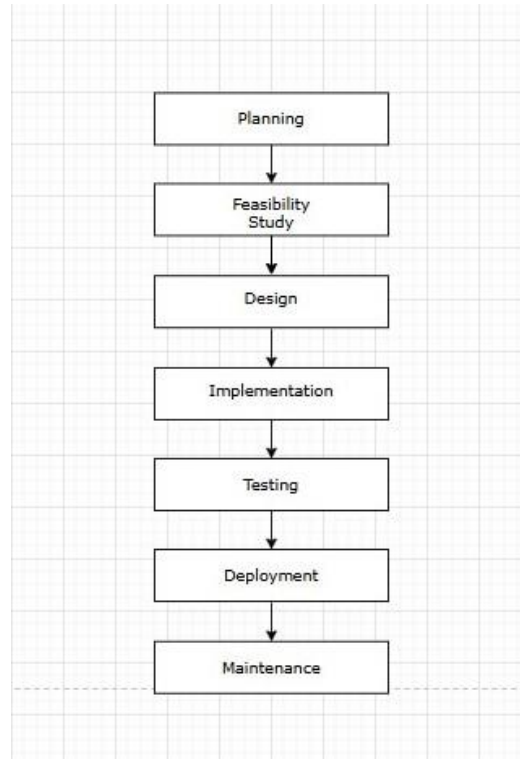 Planning
Feasibility
Study
Design
Implementation
Testing
Deployment
Maintenance